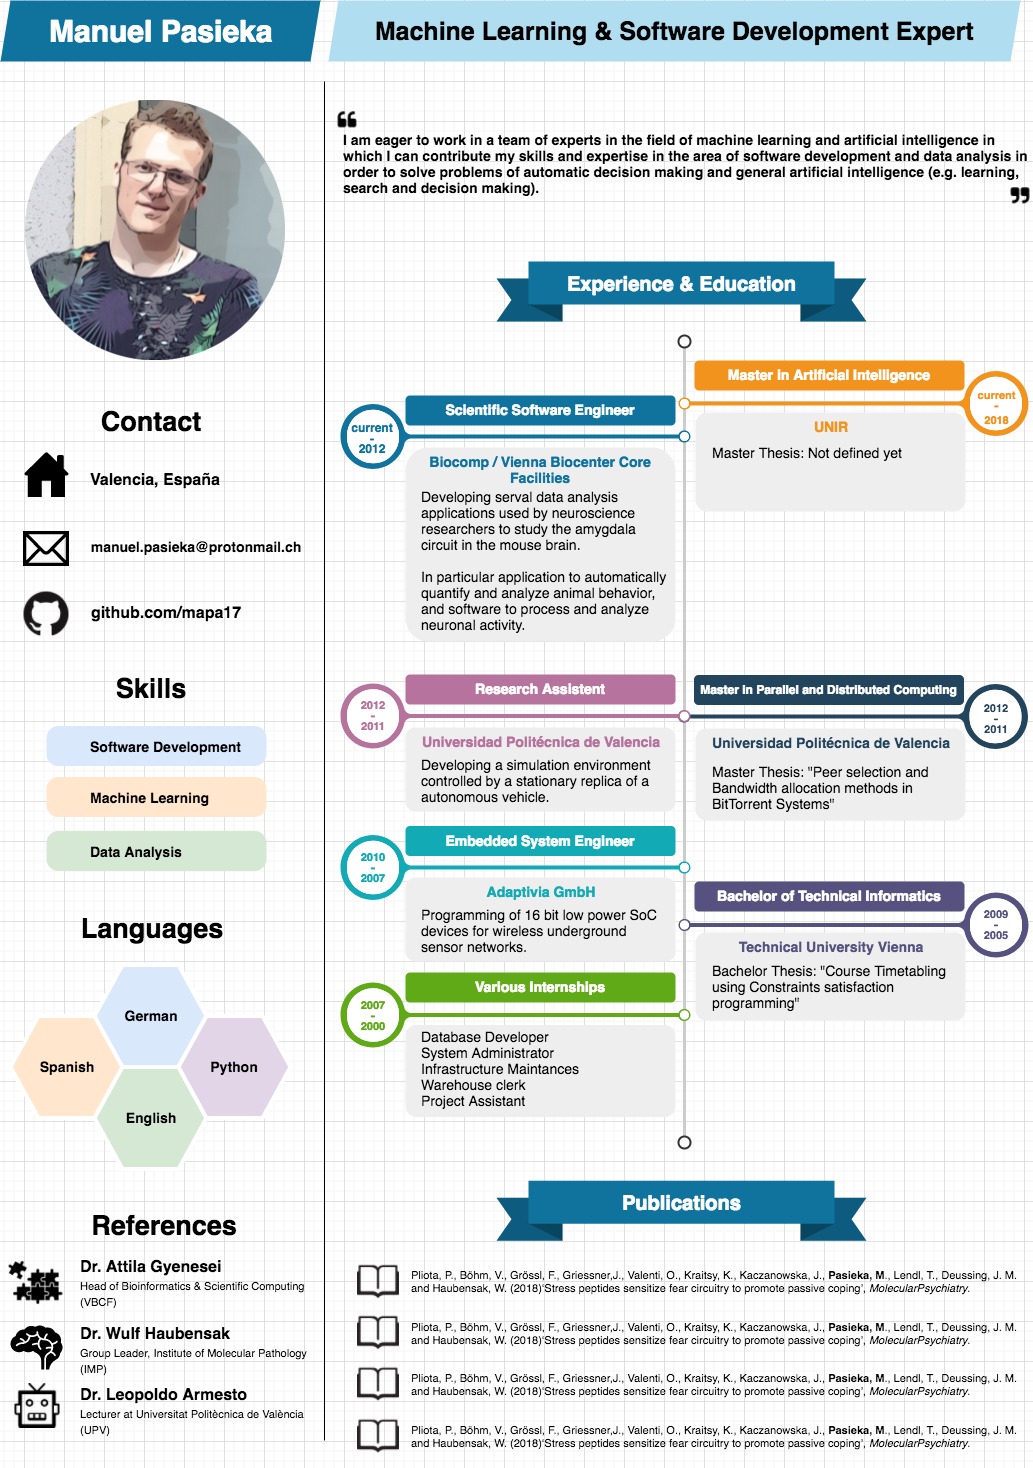 Manuel Pasieka
Machine Learning & Software Development Expert
❝
I am eager to work in a team of experts in the field of machine learning and artificial intelligence in
which I can contribute my skills and expertise in the area of software development and data analysis in
order to solve problems of automatic decision making and general artificial intelligence (e.g. learning,
search and decision making).
❞
Contact
Valencia, España
manuel.pasieka@protonmail.ch
github.com/mapa17
Skills
Software Development
Machine Learning
Data Analysis
Languages
German
Spanish
Python
English
References
Dr. Attila Gyenesei
Head of Bioinformatics & Scientific Computing
(VBCF)
Dr. Wulf Haubensak
Group Leader, Institute of Molecular Pathology
(IMP)
Dr. Leopoldo Armesto
Lecturer at Universitat Politècnica de València
(UPV)
Experience & Education
Master in Artificial Intelligence
current
-
2018
UNIR
Master Thesis: Not defined yet
Scientific Software Engineer
current
-
2012
Biocomp / Vienna Biocenter Core
Facilities
Developing serval data analysis
applications used by neuroscience
researchers to study the amygdala
circuit in the mouse brain.
In particular application to automatically
quantify and analyze animal behavior,
and software to process and analyze
neuronal activity.
Research Assistent
2012
-
2011
Universidad Politécnica de Valencia
Developing a simulation environment
controlled by a stationary replica of a
autonomous vehicle.
Master in Parallel and Distributed Computing
2012
-
2011
Universidad Politécnica de Valencia
Master Thesis: "Peer selection and
Bandwidth allocation methods in
BitTorrent Systems"
Embedded System Engineer
2010
-
2007
Adaptivia GmbH
Programming of 16 bit low power SoC
devices for wireless underground
sensor networks.
Bachelor of Technical Informatics
2009
-
2005
Technical University Vienna
Bachelor Thesis: "Course Timetabling
using Constraints satisfaction
programming"
Various Internships
2007
-
2000
Database Developer
System Administrator
Infrastructure Maintances
Warehouse clerk
Project Assistant
Publications
Pliota, P., Böhm, V., Grössl, F., Griessner,J., Valenti, O., Kraitsy, K., Kaczanowska, J., Pasieka, M., Lendl, T., Deussing, J. M.
and Haubensak, W. (2018)'Stress peptides sensitize fear circuitry to promote passive coping', MolecularPsychiatry.
Pliota, P., Böhm, V., Grössl, F., Griessner,J., Valenti, O., Kraitsy, K., Kaczanowska, J., Pasieka, M., Lendl, T., Deussing, J. M.
and Haubensak, W. (2018)'Stress peptides sensitize fear circuitry to promote passive coping', MolecularPsychiatry.
Pliota, P., Böhm, V., Grössl, F., Griessner,J., Valenti, O., Kraitsy, K., Kaczanowska, J., Pasieka, M., Lendl, T., Deussing, J. M.
and Haubensak, W. (2018)'Stress peptides sensitize fear circuitry to promote passive coping', MolecularPsychiatry.
Pliota, P., Böhm, V., Grössl, F., Griessner,J., Valenti, O., Kraitsy, K., Kaczanowska, J., Pasieka, M., Lendl, T., Deussing, J. M.
and Haubensak, W. (2018)'Stress peptides sensitize fear circuitry to promote passive coping', MolecularPsychiatry.